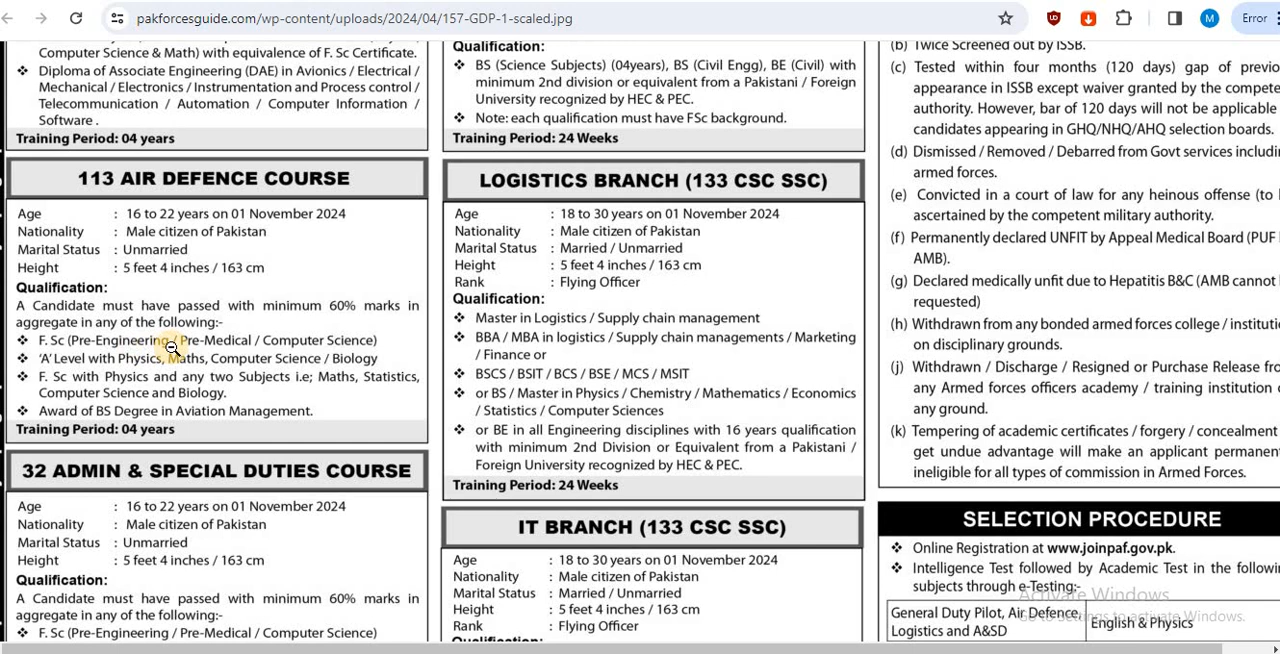 pakforcesguide.com/wp-content/uploads/2024/04/157-GDP-1-scaled.jpg
M
Error
Computer Science & Math) with equivalence of F. Sc Certificate.
❖ Diploma of Associate Engineering (DAE) in Avionics / Electrical /
Mechanical / Electronics / Instrumentation and Process control /
Telecommunication / Automation / Computer Information /
Software .
Training Period: 04 years
113 AIR DEFENCE COURSE
Age : 16 to 22 years on 01 November 2024
Nationality : Male citizen of Pakistan
Marital Status : Unmarried
Height : 5 feet 4 inches / 163 cm
Qualification:
A Candidate must have passed with minimum 60% marks in
aggregate in any of the following:-
❖ F. Sc (Pre-Engineering / Pre-Medical / Computer Science)
❖ ‘A’ Level with Physics, Maths, Computer Science / Biology
❖ F. Sc with Physics and any two Subjects i.e; Maths, Statistics,
Computer Science and Biology.
❖ Award of BS Degree in Aviation Management.
Training Period: 04 years
32 ADMIN & SPECIAL DUTIES COURSE
Age : 16 to 22 years on 01 November 2024
Nationality : Male citizen of Pakistan
Marital Status : Unmarried
Height : 5 feet 4 inches / 163 cm
Qualification:
A Candidate must have passed with minimum 60% marks in
aggregate in any of the following:-
❖ F. Sc (Pre-Engineering / Pre-Medical / Computer Science)
Qualification:
❖ BS (Science Subjects) (04years), BS (Civil Engg), BE (Civil) with
minimum 2nd division or equivalent from a Pakistani / Foreign
University recognized by HEC & PEC.
❖ Note: each qualification must have FSc background.
Training Period: 24 Weeks
LOGISTICS BRANCH (133 CSC SSC)
Age : 18 to 30 years on 01 November 2024
Nationality : Male citizen of Pakistan
Marital Status : Married / Unmarried
Height : 5 feet 4 inches / 163 cm
Rank : Flying Officer
Qualification:
❖ Master in Logistics / Supply chain management
❖ BBA / MBA in logistics / Supply chain managements / Marketing
/ Finance or
❖ BSCS / BSIT / BCS / BSE / MCS / MSIT
❖ or BS / Master in Physics / Chemistry / Mathematics / Economics
/ Statistics / Computer Sciences
❖ or BE in all Engineering disciplines with 16 years qualification
with minimum 2nd Division or Equivalent from a Pakistani /
Foreign University recognized by HEC & PEC.
Training Period: 24 Weeks
IT BRANCH (133 CSC SSC)
Age : 18 to 30 years on 01 November 2024
Nationality : Male citizen of Pakistan
Marital Status : Married / Unmarried
Height : 5 feet 4 inches / 163 cm
Rank : Flying Officer
Qualification:
(b) Twice Screened out by ISSB.
(c) Tested within four months (120 days) gap of previo
appearance in ISSB except waiver granted by the compete
authority. However, bar of 120 days will not be applicable
candidates appearing in GHQ/NHQ/AHQ selection boards.
(d) Dismissed / Removed / Debarred from Govt services includi
armed forces.
(e) Convicted in a court of law for any heinous offense (to
ascertained by the competent military authority.
(f) Permanently declared UNFIT by Appeal Medical Board (PUF
AMB).
(g) Declared medically unfit due to Hepatitis B&C (AMB cannot
requested)
(h) Withdrawn from any bonded armed forces college / instituti
on disciplinary grounds.
(j) Withdraw / Discharge / Resigned or Purchase Release fro
any Armed forces officers academy / training institution
any ground.
(k) Tempering of academic certificates / forgery / concealment
get undue advantage will make an applicant permanen
ineligible for all types of commission in Armed Forces.
SELECTION PROCEDURE
❖ Online Registration at www.joinpaf.gov.pk.
❖ Intelligence Test followed by Academic Test in the followin
subjects through e-Testing:-
General Duty Pilot, Air Defence,
Logistics and A&SD
English & Physics
Activate Windows
Go to Settings to activate Windows.